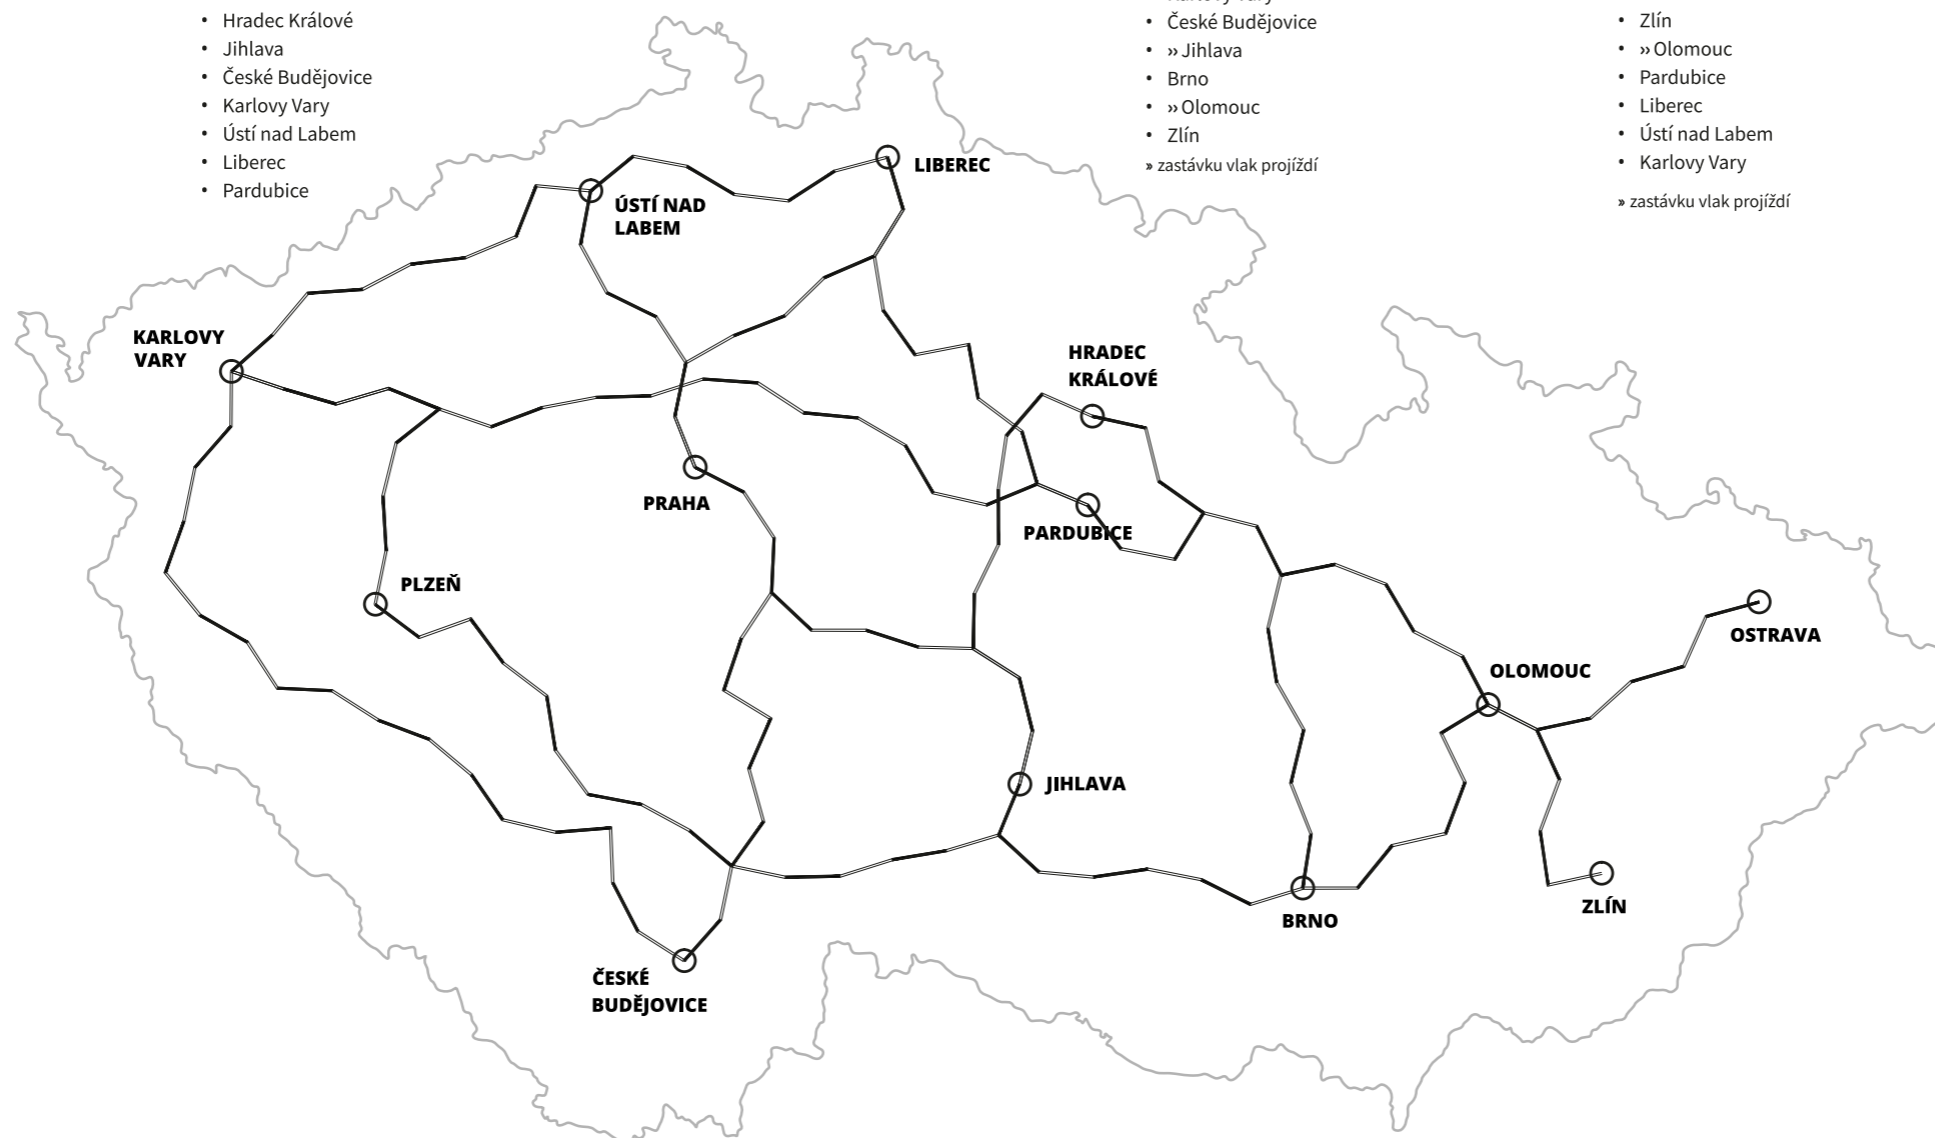 • Hradec Králové
• Jihlava
• České Budějovice
• Karlovy Vary
• Ústí nad Labem
• Liberec
• Pardubice
• České Budějovice
• ›› Jihlava
• Brno
• ›› Olomouc
• Zlín
›› zastávku vlak projíždí
• Zlín
• ›› Olomouc
• Pardubice
• Liberec
• Ústí nad Labem
• Karlovy Vary
›› zastávku vlak projíždí
LIBEREC
ÚSTÍ NAD
LABEM
KARLOVY
VARY
HRADEC
KRÁLOVÉ
PRAHA
PARDUBICE
PLZEŇ
OSTRAVA
OLOMOUC
JIHLAVA
ZLÍN
BRNO
ČESKÉ
BUDĚJOVICE